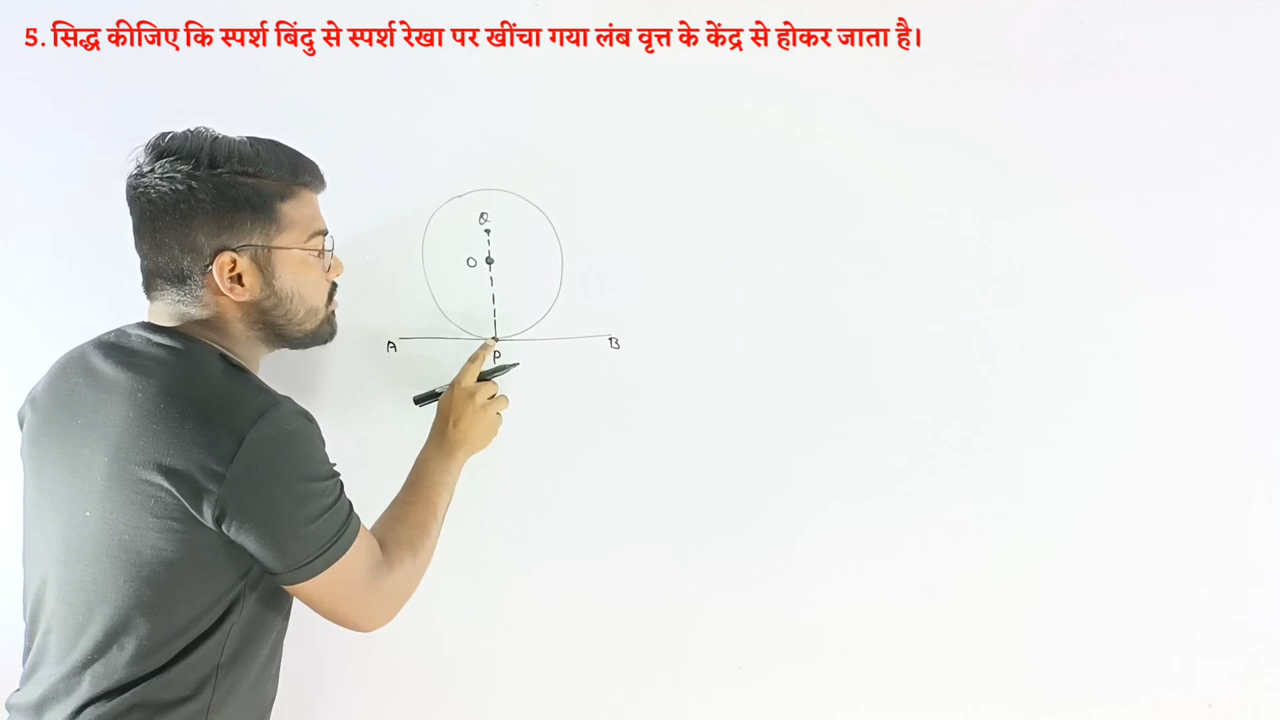 5. सिद्ध कीजिए कि स्पर्श बिंदु से स्पर्श रेखा पर खींचा गया लंब वृत्त के केंद्र से होकर जाता है।
Q
O
A
P
B